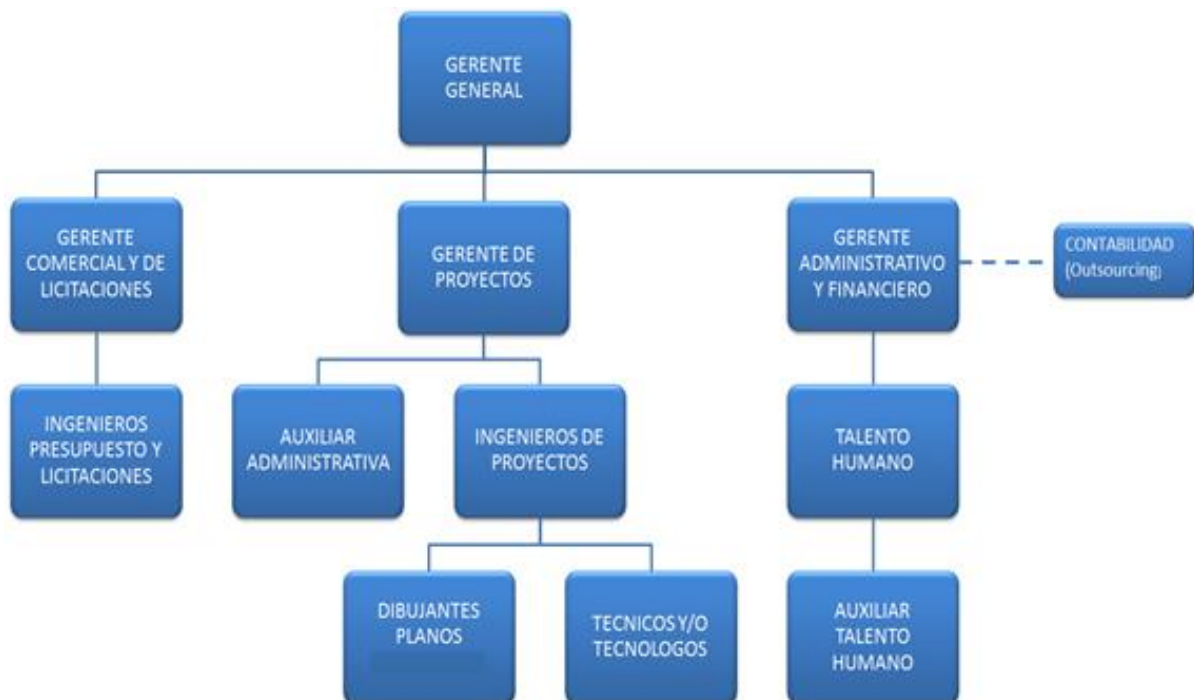 GERENTE
GENERAL
GERENTE
COMERCIAL Y DE
LICITACIONES
GERENTE DE
PROYECTOS
GERENTE
ADMINISTRATIVO
Y FINANCIERO
CONTABILIDAD
(Outsourcing)
INGENIEROS
PRESUPUESTO Y
LICITACIONES
AUXILIAR
ADMINISTRATIVA
INGENIEROS DE
PROYECTOS
TALENTO
HUMANO
DIBUJANTES
PLANOS
TECNICOS Y/O
TECNOLOGOS
AUXILIAR
TALENTO
HUMANO